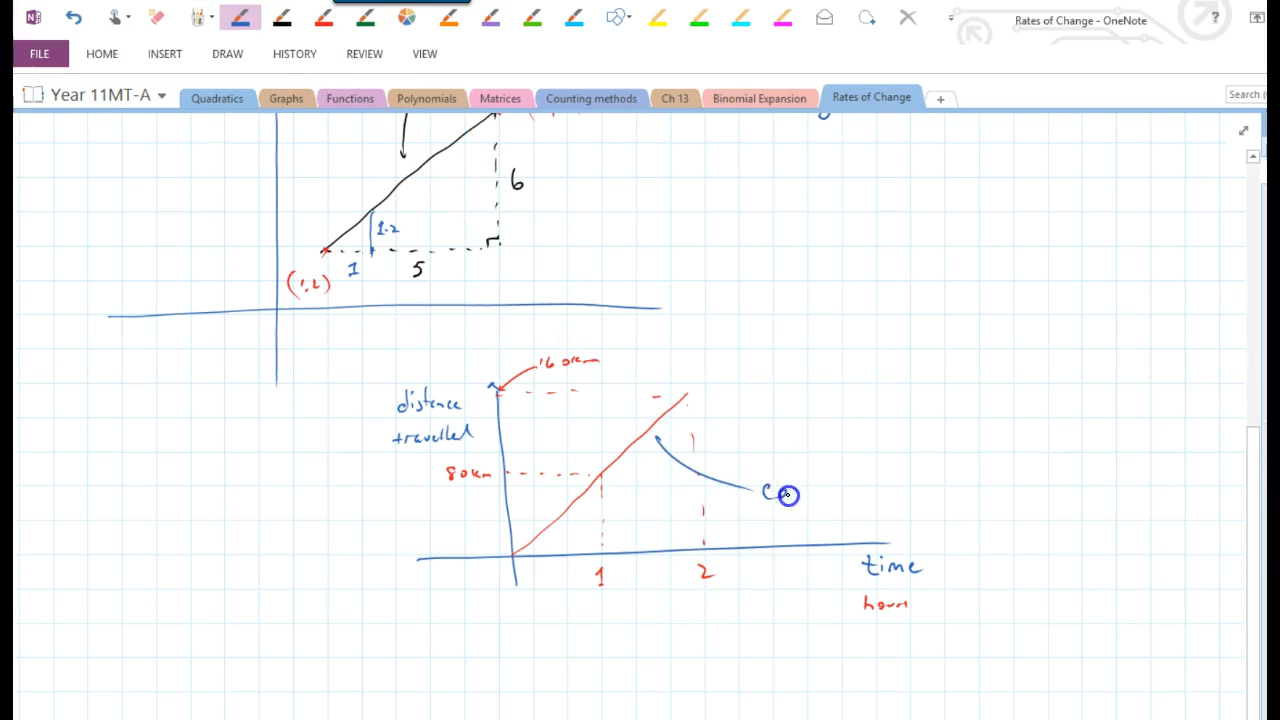 Rates of Change - OneNote
?
FILE HOME INSERT DRAW HISTORY REVIEW VIEW
Year 11MT-A Quadratics Graphs Functions Polynomials Matrices Counting methods Ch 13 Binomial Expansion Rates of Change + Search (
6
1.2
1 5
(1,2)
160km
distance
travelled
80km
1 2
time
hours